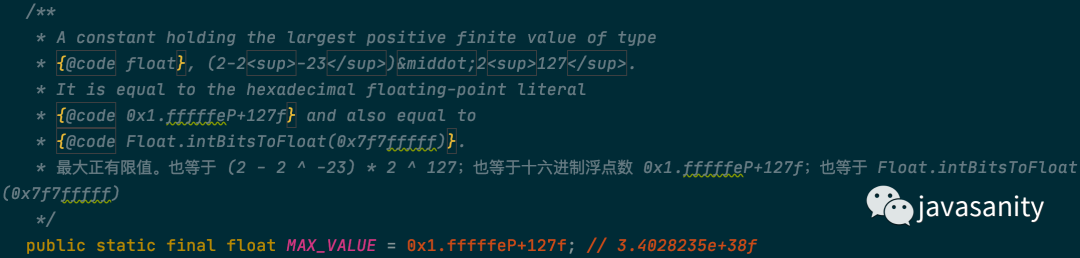 /**
* A constant holding the largest positive finite value of type
* {@code float}, (2-2<sup>-23</sup>)&middot;2<sup>127</sup>.
* It is equal to the hexadecimal floating-point literal
* {@code 0x1.fffffeP+127f} and also equal to
* {@code Float.intBitsToFloat(0x7f7fffff)}.
* 最大正有限值。也等于 (2 - 2 ^ -23) * 2 ^ 127；也等于十六进制浮点数 0x1.fffffeP+127f；也等于 Float.intBitsToFloat
(0x7f7fffff)
*/
javasanity
public static final float MAX_VALUE = 0x1.fffffeP+127f; // 3.4028235e+38f